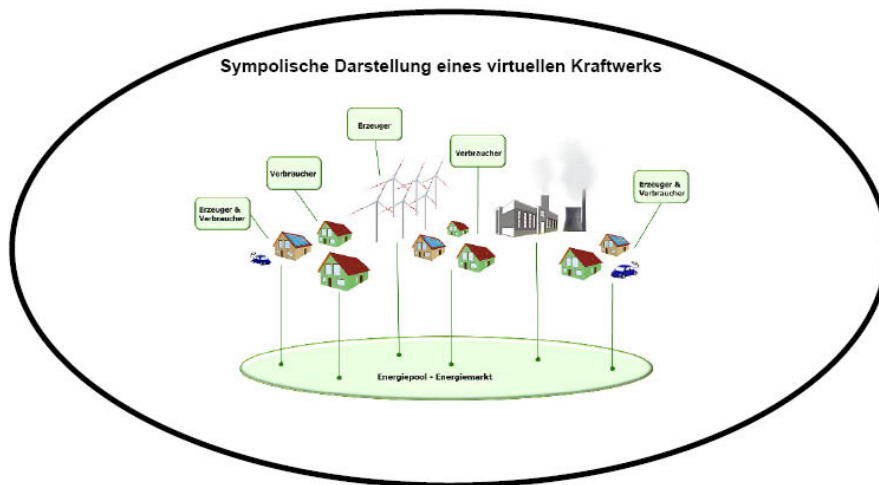 Sympolische Darstellung eines virtuellen Kraftwerks
Erzeuger
Verbraucher
Verbraucher
Erzeuger &
Verbraucher
Erzeuger &
Verbraucher
Energiepool - Energiemarkt